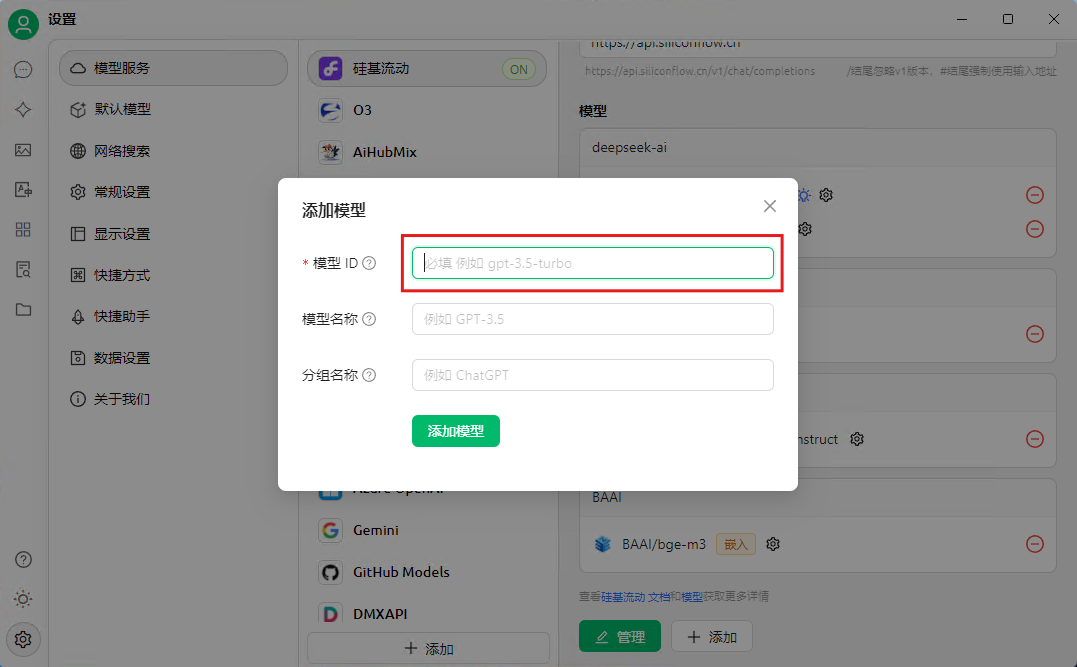 设置
模型服务
默认模型
网络搜索
常规设置
显示设置
快捷方式
快捷助手
数据设置
关于我们
硅基流动 ON
O3
AiHubMix
Gemini
GitHub Models
DMXAPI
添加
https://api.siliconflow.cn
https://api.siliconflow.cn/v1/chat/completions /结尾忽略v1版本，#结尾强制使用输入地址
模型
deepseek-ai
添加模型
* 模型 ID
必填 例如 gpt-3.5-turbo
模型名称
例如 GPT-3.5
分组名称
例如 ChatGPT
添加模型
nstruct
BAAI
BAAI/bge-m3 嵌入
查看硅基流动 文档和模型获取更多详情
管理
添加